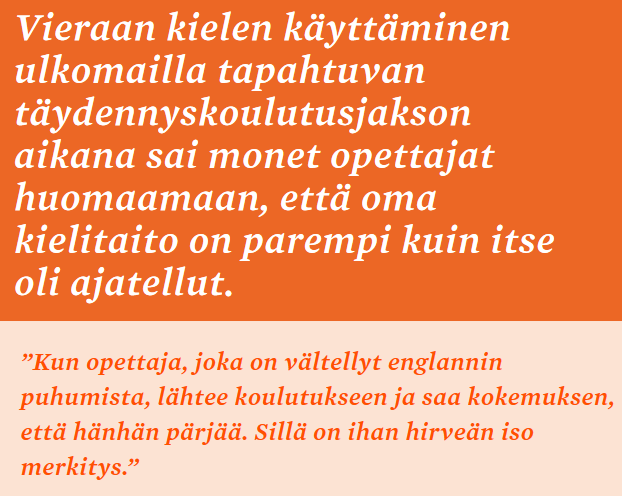 Vieraan kielen käyttäminen
ulkomailla tapahtuvan
täydennyskoulutusjakson
aikana sai monet opettajat
huomaamaan, että oma
kielitaito on parempi kuin itse
oli ajatellut.
”Kun opettaja, joka on vältellyt englannin
puhumista, lähtee koulutukseen ja saa kokemuksen,
että hänhän pärjää. Sillä on ihan hirveän iso
merkitys.”